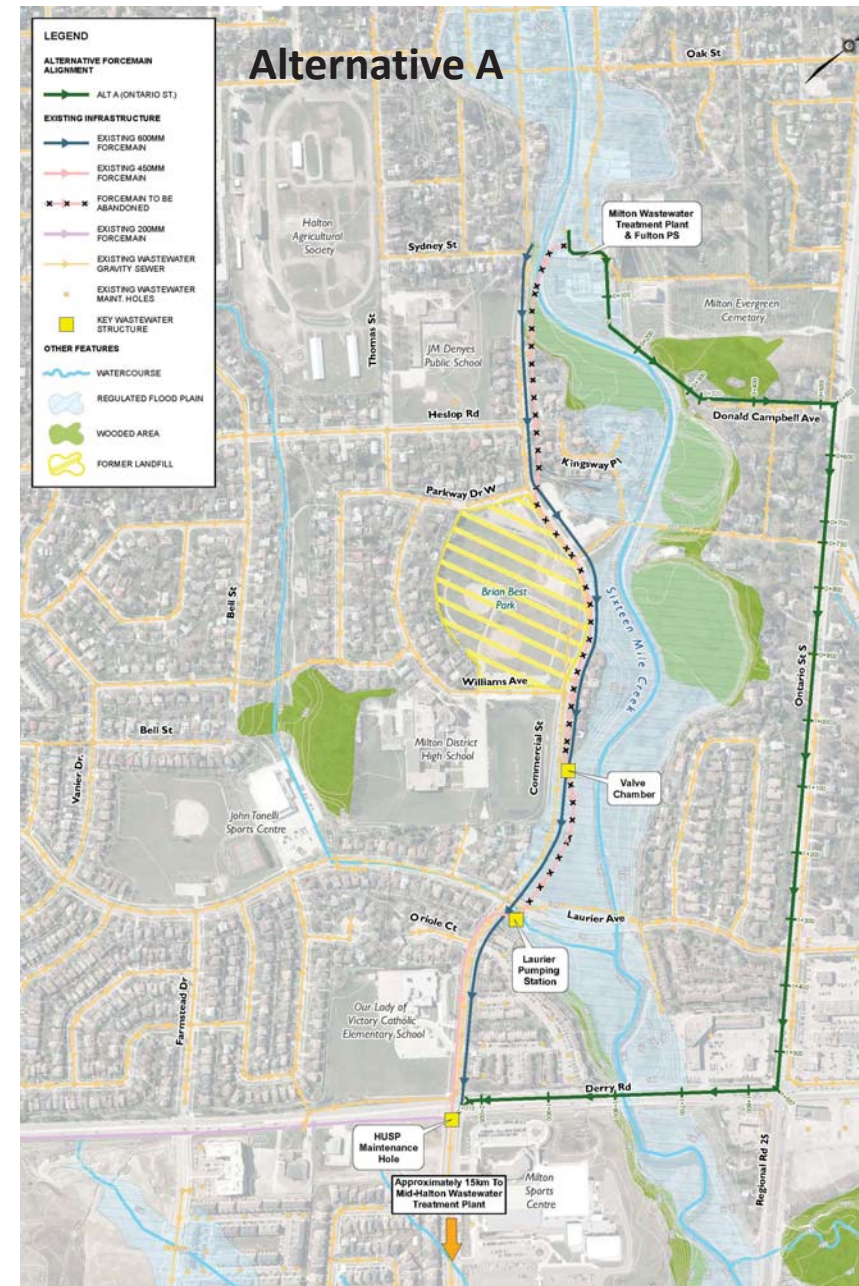 Alternative A
LEGEND
ALTERNATIVE FORCEMAIN
ALIGNMENT
ALT A (ONTARIO ST.)
EXISTING INFRASTRUCTURE
EXISTING 600MM
FORCEMAIN
EXISTING 450MM
FORCEMAIN
FORCEMAIN TO BE
ABANDONED
EXISTING 200MM
FORCEMAIN
EXISTING WASTEWATER
GRAVITY SEWER
EXISTING WASTEWATER
MAINT. HOLES
KEY WASTEWATER
STRUCTURE
OTHER FEATURES
WATERCOURSE
REGULATED FLOOD PLAIN
WOODED AREA
FORMER LANDFILL
Oak St
Milton Wastewater
Treatment Plant
& Fulton PS
Halton
Agricultural
Society
Sydney St
Milton Evergreen
Cemetery
Thomas St
JM Denyes
Public School
Heslop Rd
Donald Campbell Ave
Kingsway Pl
Parkway Dr W
Brian Best
Park
Sixteen Mile Creek
Bell St
Ontario St S
Williams Ave
Bell St
Milton District
High School
Commercial St
Vanier Dr.
Valve
Chamber
John Tonelli
Sports Centre
Oriole Ct
Laurier Ave
Laurier
Pumping
Station
Farmstead Dr
Our Lady of
Victory Catholic
Elementary School
Derry Rd
HUSP
Maintenance
Hole
Regional Rd 25
Approximately 15km To
Mid-Halton Wastewater
Treatment Plant
Milton
Sports
Centre